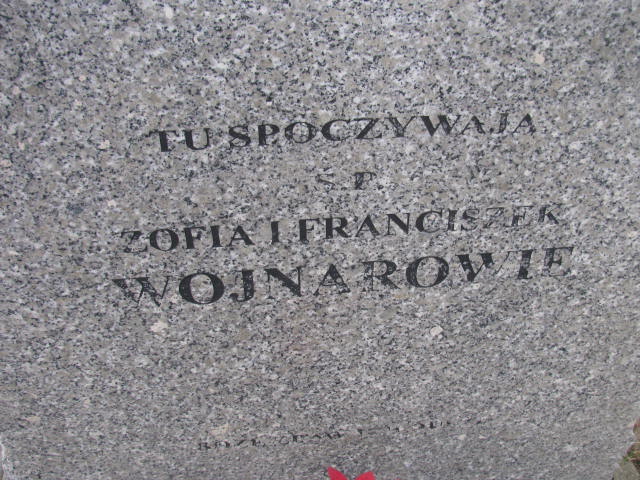 TU SPOCZYWAJĄ
Ś.P.
ZOFIA I FRANCISZEK
WOJNAROWIE